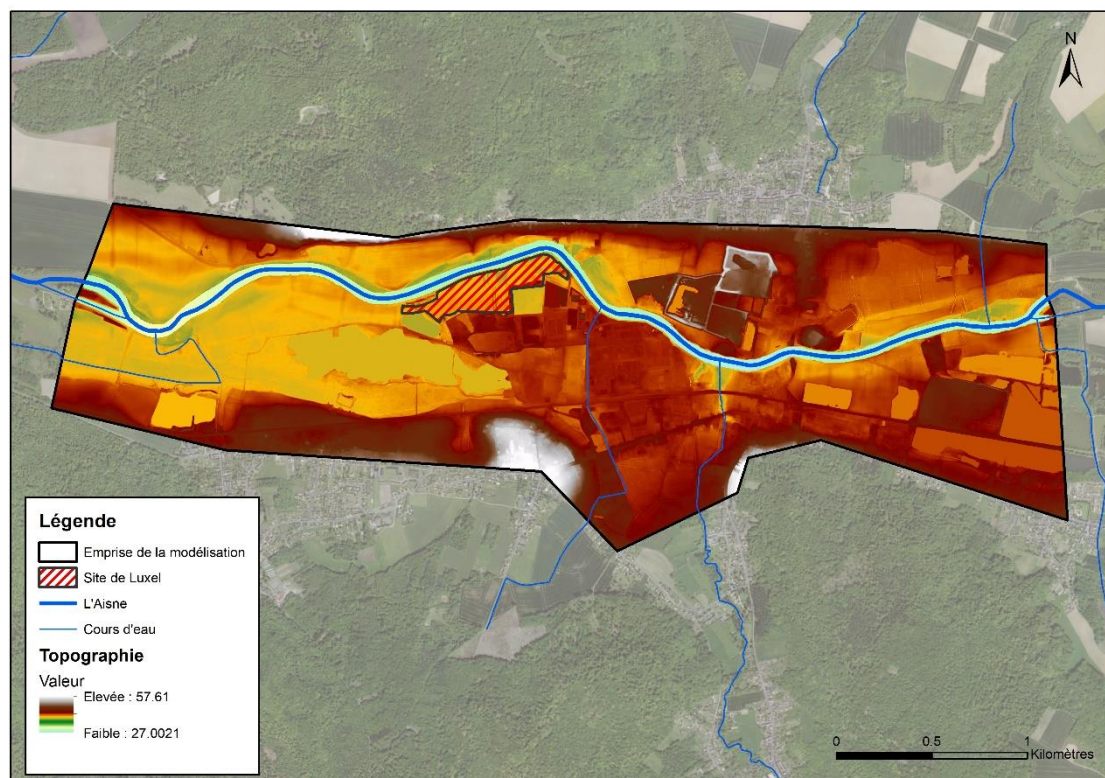 N
Légende
Emprise de la modélisation
Site de Luxel
L'Aisne
Cours d'eau
Topographie
Valeur
Elevée : 57.61
Faible : 27.0021
0 0.5 1
Kilomètres